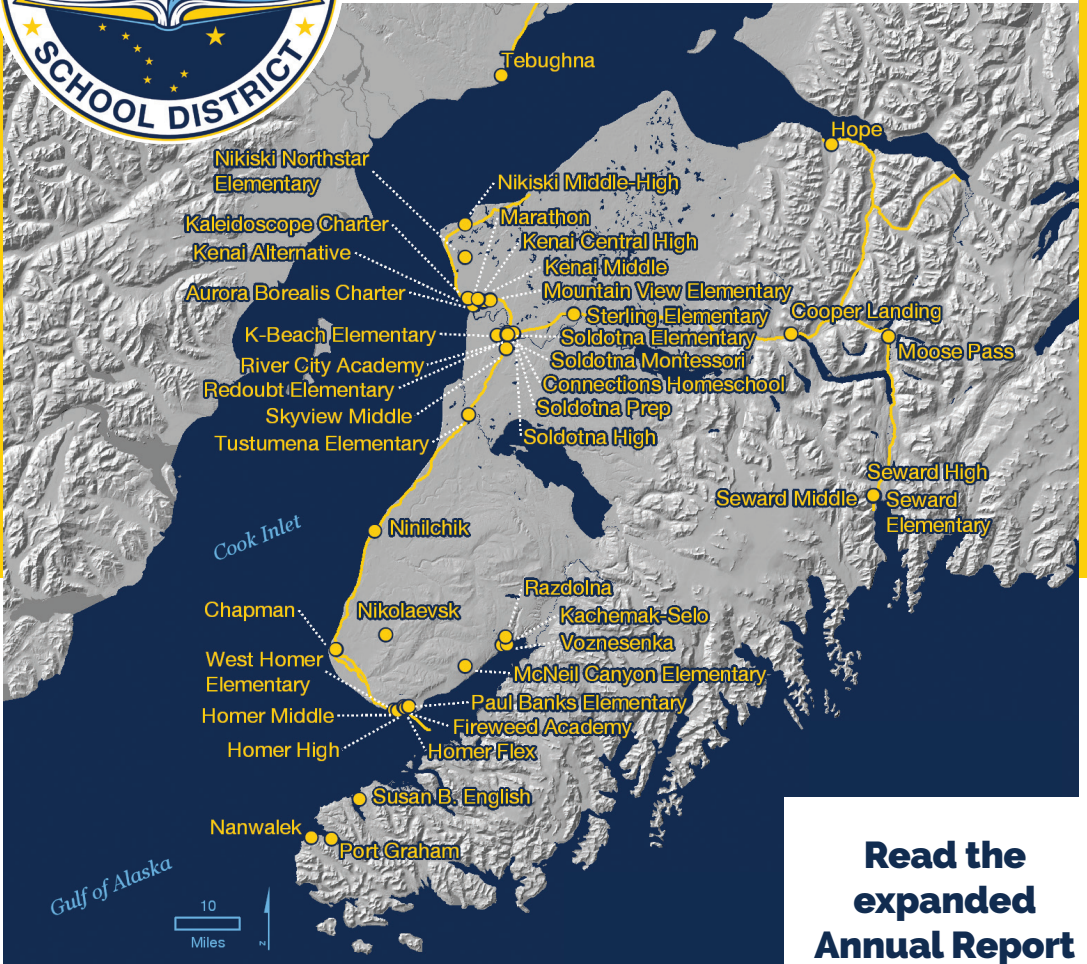 SCHOOL DISTRICT
Tebughna
Hope
Nikiski Northstar
Elementary
Nikiski Middle-High
Kaleidoscope Charter
Marathon
Kenai Alternative
Kenai Central High
Kenai Middle
Aurora Borealis Charter
Mountain View Elementary
Sterling Elementary
Cooper Landing
K-Beach Elementary
Soldotna Elementary
Moose Pass
River City Academy
Soldotna Montessori
Redoubt Elementary
Connections Homeschool
Skyview Middle
Soldotna Prep
Tustumena Elementary
Soldotna High
Seward High
Seward Middle
Seward
Elementary
Cook Inlet
Ninilchik
Razdolna
Chapman
Nikolaevsk
Kachemak-Selo
Voznesenka
West Homer
Elementary
McNeil Canyon Elementary
Homer Middle
Paul Banks Elementary
Fireweed Academy
Homer High
Homer Flex
Susan B. English
Nanwalek
Port Graham
Gulf of Alaska
10
Miles
N
Read the
expanded
Annual Report